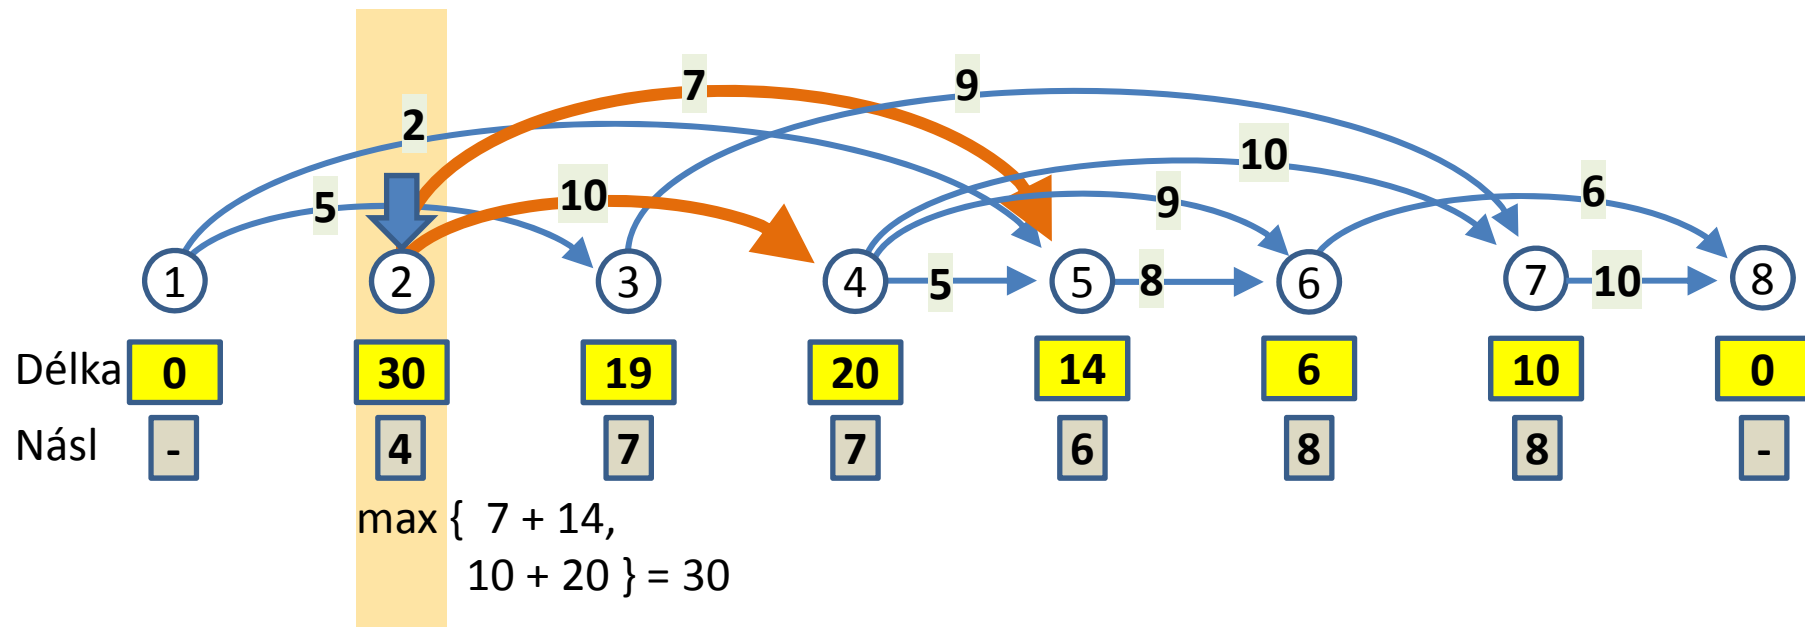 7 9
2
10
5 10 9 6
1 2 3 4 5 5 8 6 7 10 8
Délka 0 30 19 20 14 6 10 0
Násl - 4 7 7 6 8 8 -
max { 7 + 14,
10 + 20 } = 30